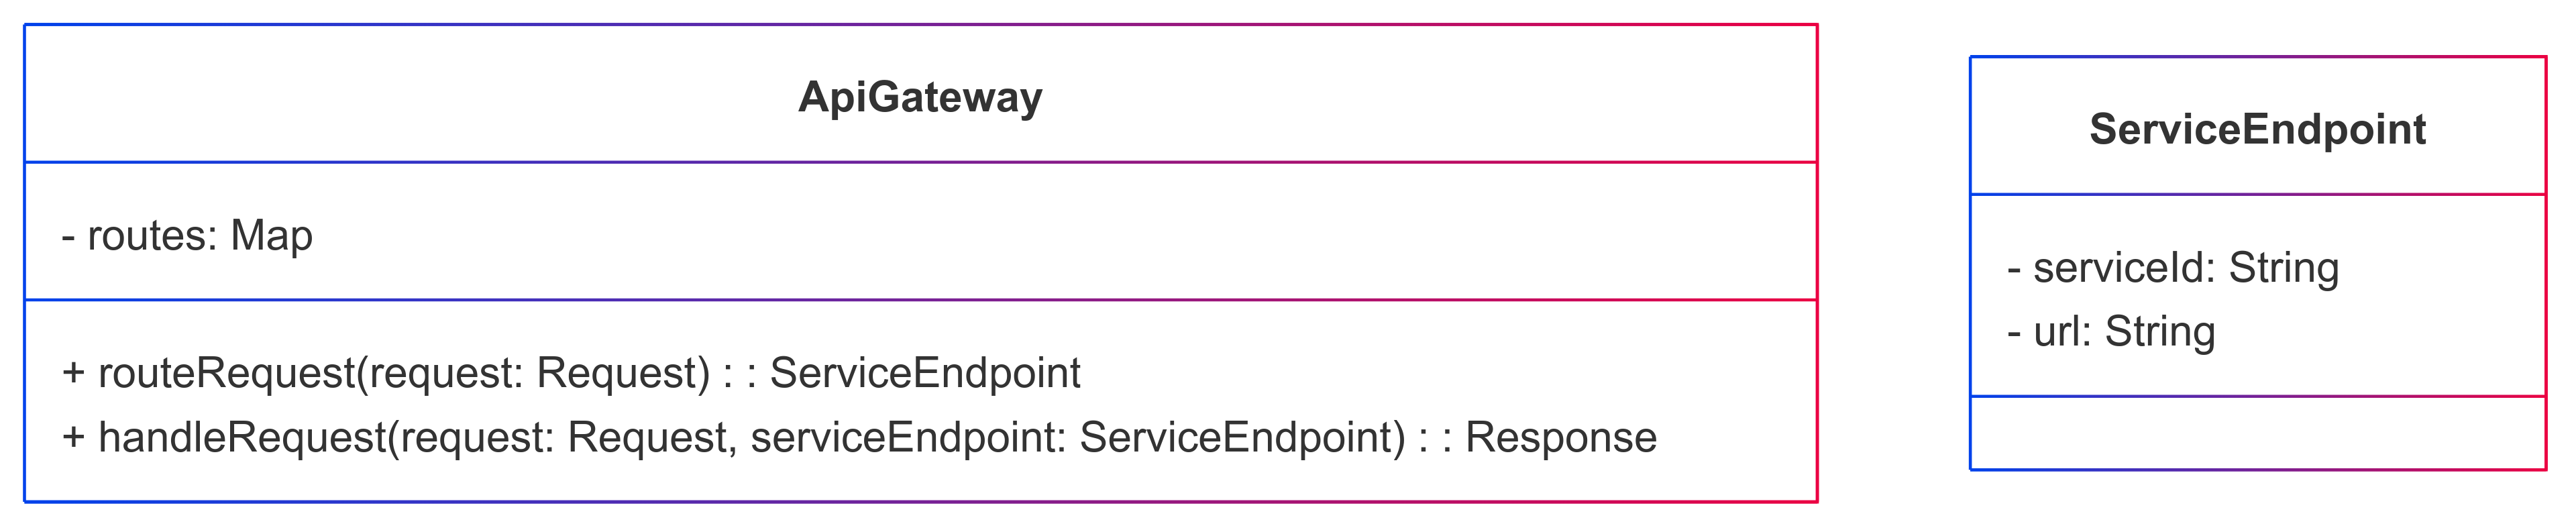 ApiGateway
- routes: Map
+ routeRequest(request: Request) : : ServiceEndpoint
+ handleRequest(request: Request, serviceEndpoint: ServiceEndpoint) : : Response
ServiceEndpoint
- serviceId: String
- url: String